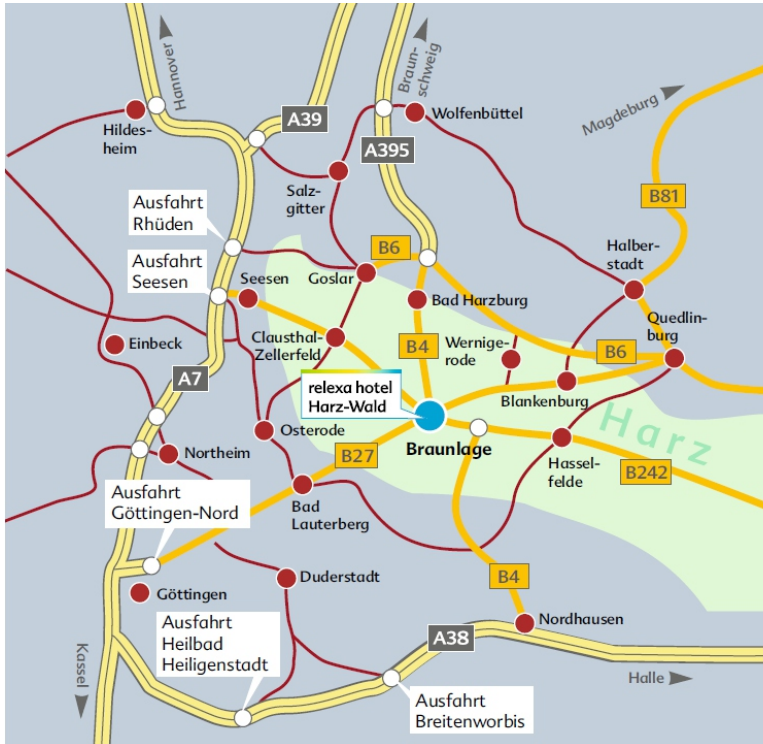 Hannover
Braun-
schweig
Wolfenbüttel
Magdeburg
Hildes-
heim
A39
A395
Salz-
gitter
B81
Ausfahrt
Rhüden
Halber-
stadt
B6
Goslar
Ausfahrt
Seesen
Seesen
Bad Harzburg
Quedlin-
burg
Clausthal-
Zellerfeld
Einbeck
B4
Wernige-
rode
B6
A7
relexa hotel
Harz-Wald
Blankenburg
Harz
Osterode
Braunlage
Northeim
B27
Hassel-
felde
B242
Ausfahrt
Göttingen-Nord
Bad
Lauterberg
Duderstadt
B4
Göttingen
Ausfahrt
Heilbad
Heiligenstadt
Nordhausen
A38
Kassel
Halle
Ausfahrt
Breitenworbis